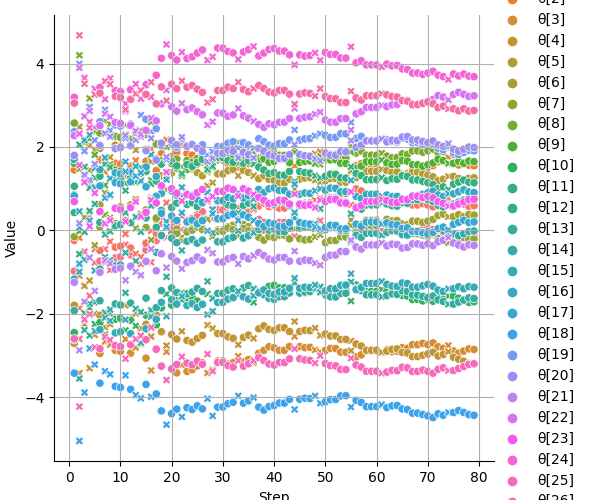 θ[2]
θ[3]
θ[4]
θ[5]
θ[6]
θ[7]
θ[8]
θ[9]
θ[10]
θ[11]
θ[12]
θ[13]
θ[14]
θ[15]
θ[16]
θ[17]
θ[18]
θ[19]
θ[20]
θ[21]
θ[22]
θ[23]
θ[24]
θ[25]
θ[26]
4
2
0
−2
−4
Value
0 10 20 30 40 50 60 70 80
Step